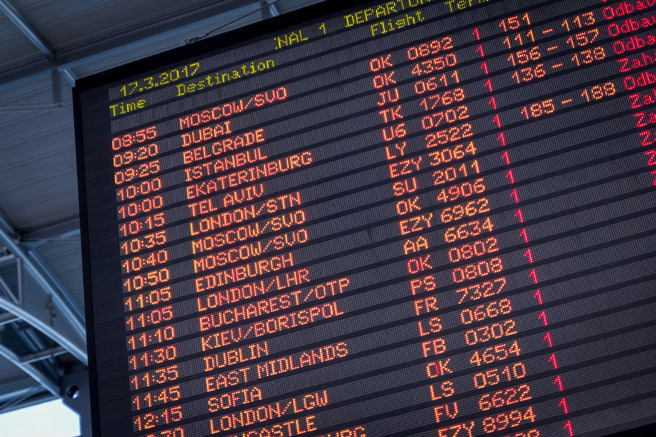 NAL 1 DEPARTU
17.3.2017
Time Destination Flight Term
08:55 MOSCOW/SVO OK 0892 1 151
09:20 DUBAI OK 4350 1 111-113
09:25 BELGRADE JU 0611 1 156-157
10:00 ISTANBUL TK 1768 1 136-138
10:00 EKATERINBURG U6 0702 1
10:15 TEL AVIV LY 2522 1 185-188
10:35 LONDON/STN EZY 3064 1
10:40 MOSCOW/SVO SU 2011 1
10:50 MOSCOW/SVO OK 4906 1
11:05 EDINBURGH EZY 6962 1
11:05 LONDON/LHR AA 6634 1
11:10 BUCHAREST/OTP OK 0802 1
11:30 KIEV/BORISPOL PS 0808 1
11:35 DUBLIN FR 7327 1
11:45 EAST MIDLANDS LS 0668 1
12:15 SOFIA FB 0302 1
LONDON/LGW OK 4654 1
CASTLE LS 0510 1
URG FV 6622 1
EZY 8994 1